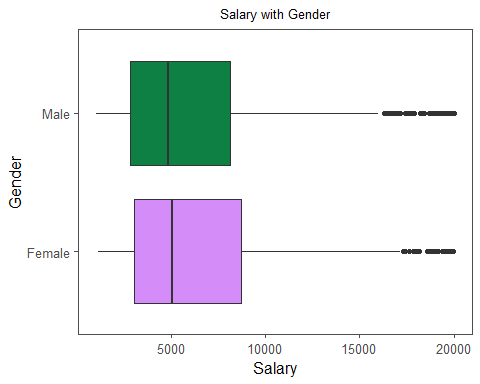 Salary with Gender
Gender
Male
Female
5000 10000 15000 20000
Salary